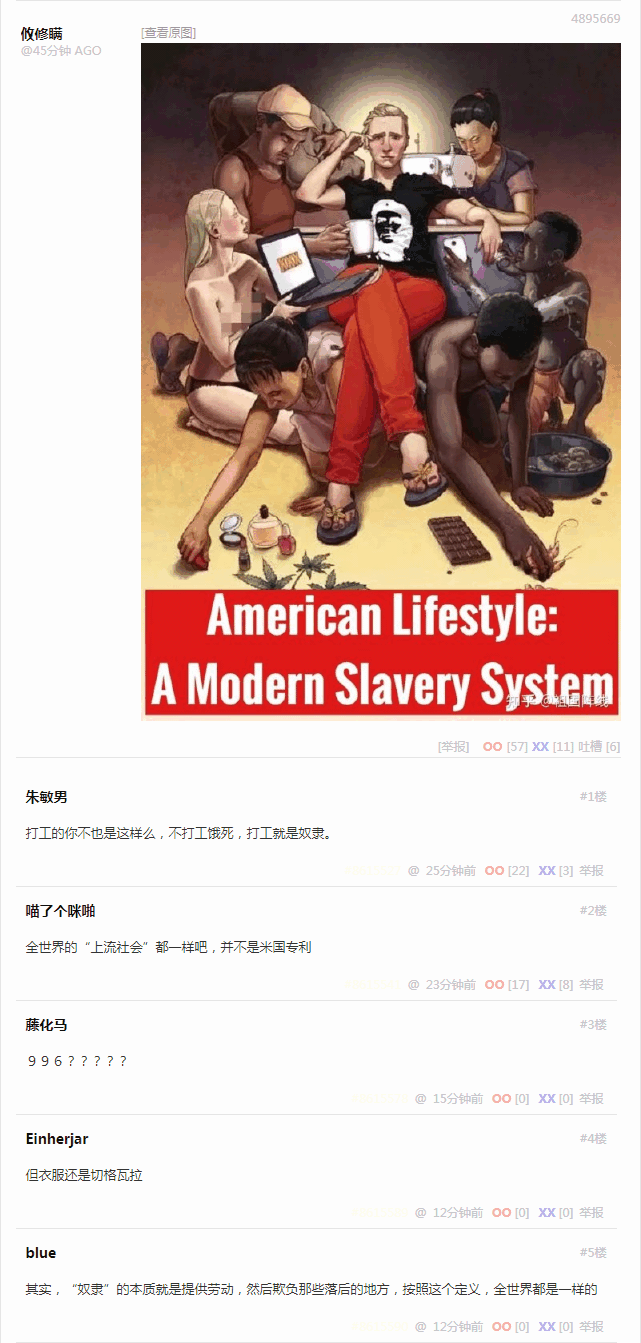 4895669
攸修瞒
[查看原图]
@45分钟 AGO
XXX
American Lifestyle:
A Modern Slavery System
知乎 @祖国阵线
[举报] OO [57] XX [11] 吐槽 [6]
朱敏男
#1楼
打工的你不也是这样么，不打工饿死，打工就是奴隶。
@ 25分钟前 OO [22] XX [3] 举报
喵了个咪啪
#2楼
全世界的“上流社会”都一样吧，并不是米国专利
@ 23分钟前 OO [17] XX [8] 举报
藤化马
#3楼
９９６？？？？？
@ 15分钟前 OO [0] XX [0] 举报
Einherjar
#4楼
但衣服还是切格瓦拉
@ 12分钟前 OO [0] XX [0] 举报
blue
#5楼
其实，“奴隶”的本质就是提供劳动，然后欺负那些落后的地方，按照这个定义，全世界都是一样的
@ 12分钟前 OO [0] XX [0] 举报